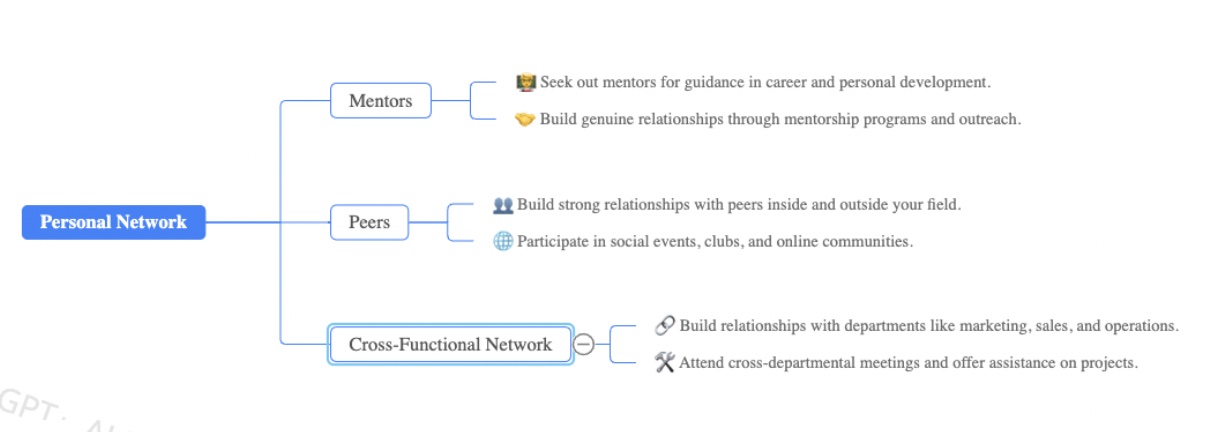 Mentors
Seek out mentors for guidance in career and personal development.
Build genuine relationships through mentorship programs and outreach.
Personal Network
Peers
Build strong relationships with peers inside and outside your field.
Participate in social events, clubs, and online communities.
Cross-Functional Network
Build relationships with departments like marketing, sales, and operations.
Attend cross-departmental meetings and offer assistance on projects.
GPT